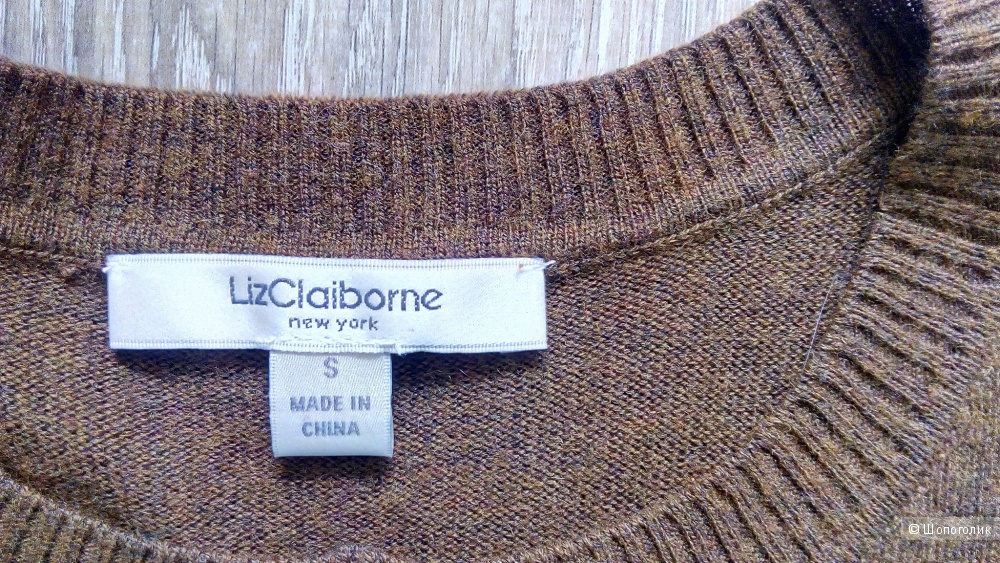 LizClaiborne
new york
S
MADE IN
CHINA
© Шопоголик